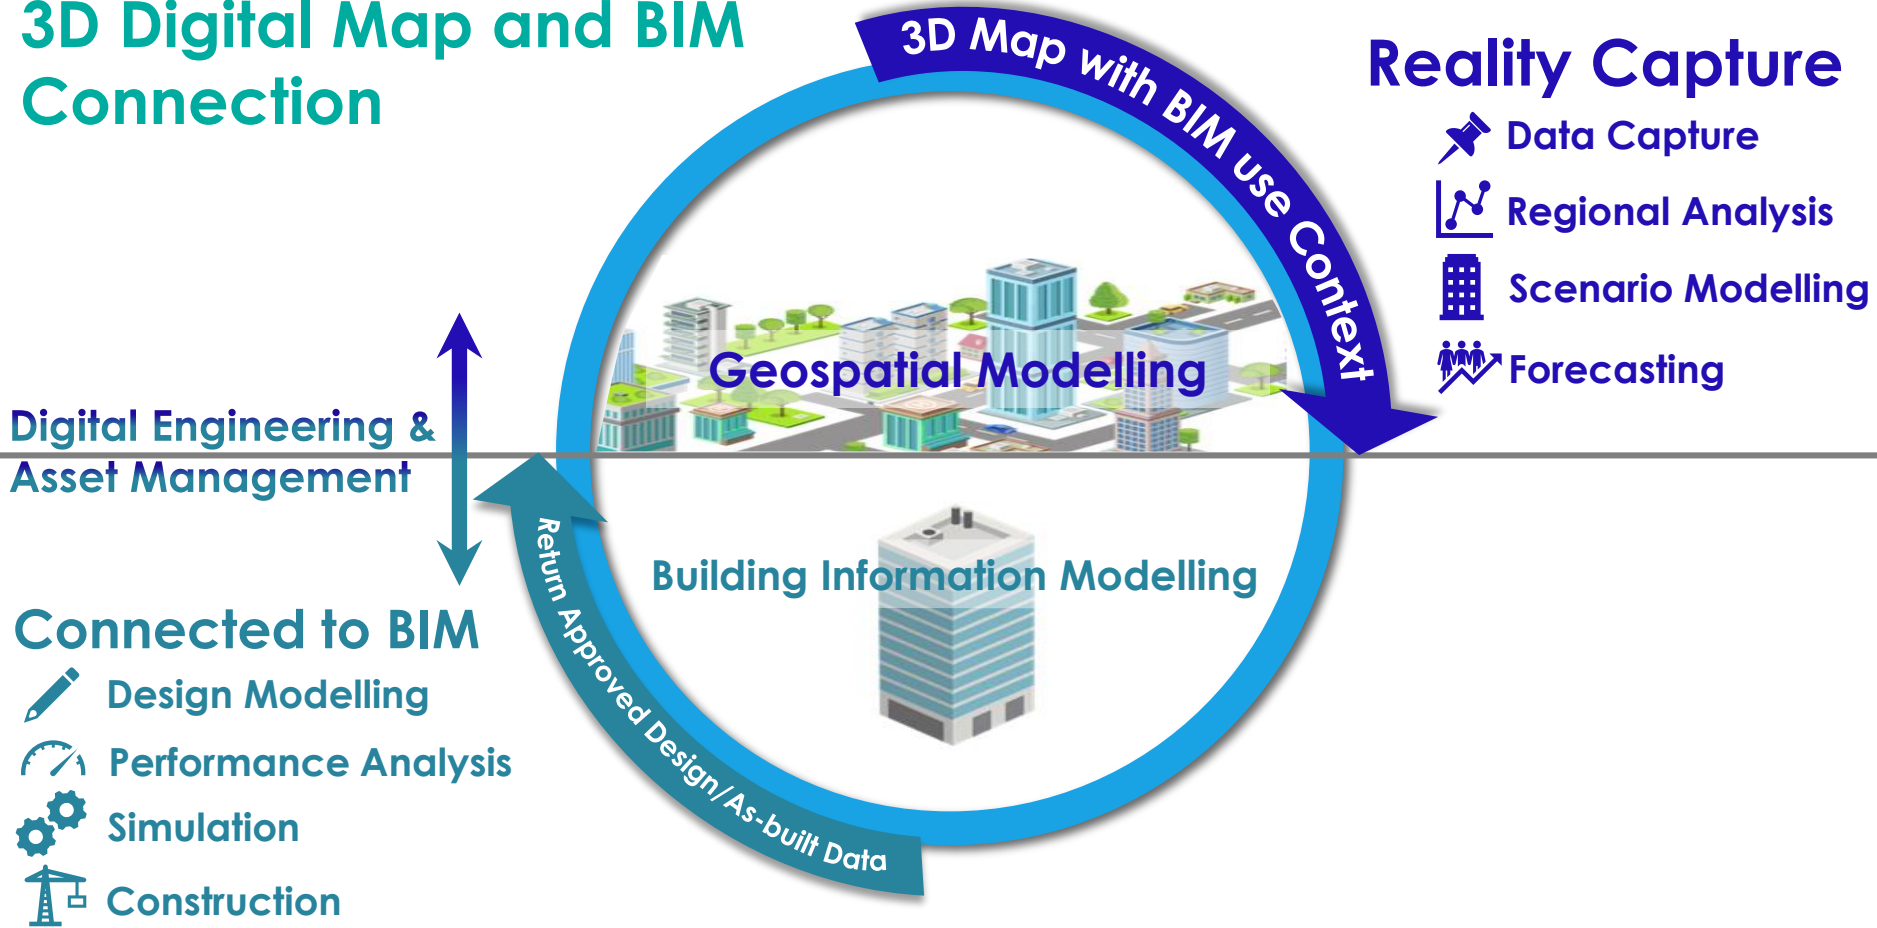 3D Digital Map and BIM
Connection
3D Map with BIM use Context
Reality Capture
Data Capture
Regional Analysis
Scenario Modelling
Forecasting
Geospatial Modelling
Digital Engineering &
Asset Management
Building Information Modelling
Return Approved Design/As-built Data
Connected to BIM
Design Modelling
Performance Analysis
Simulation
Construction